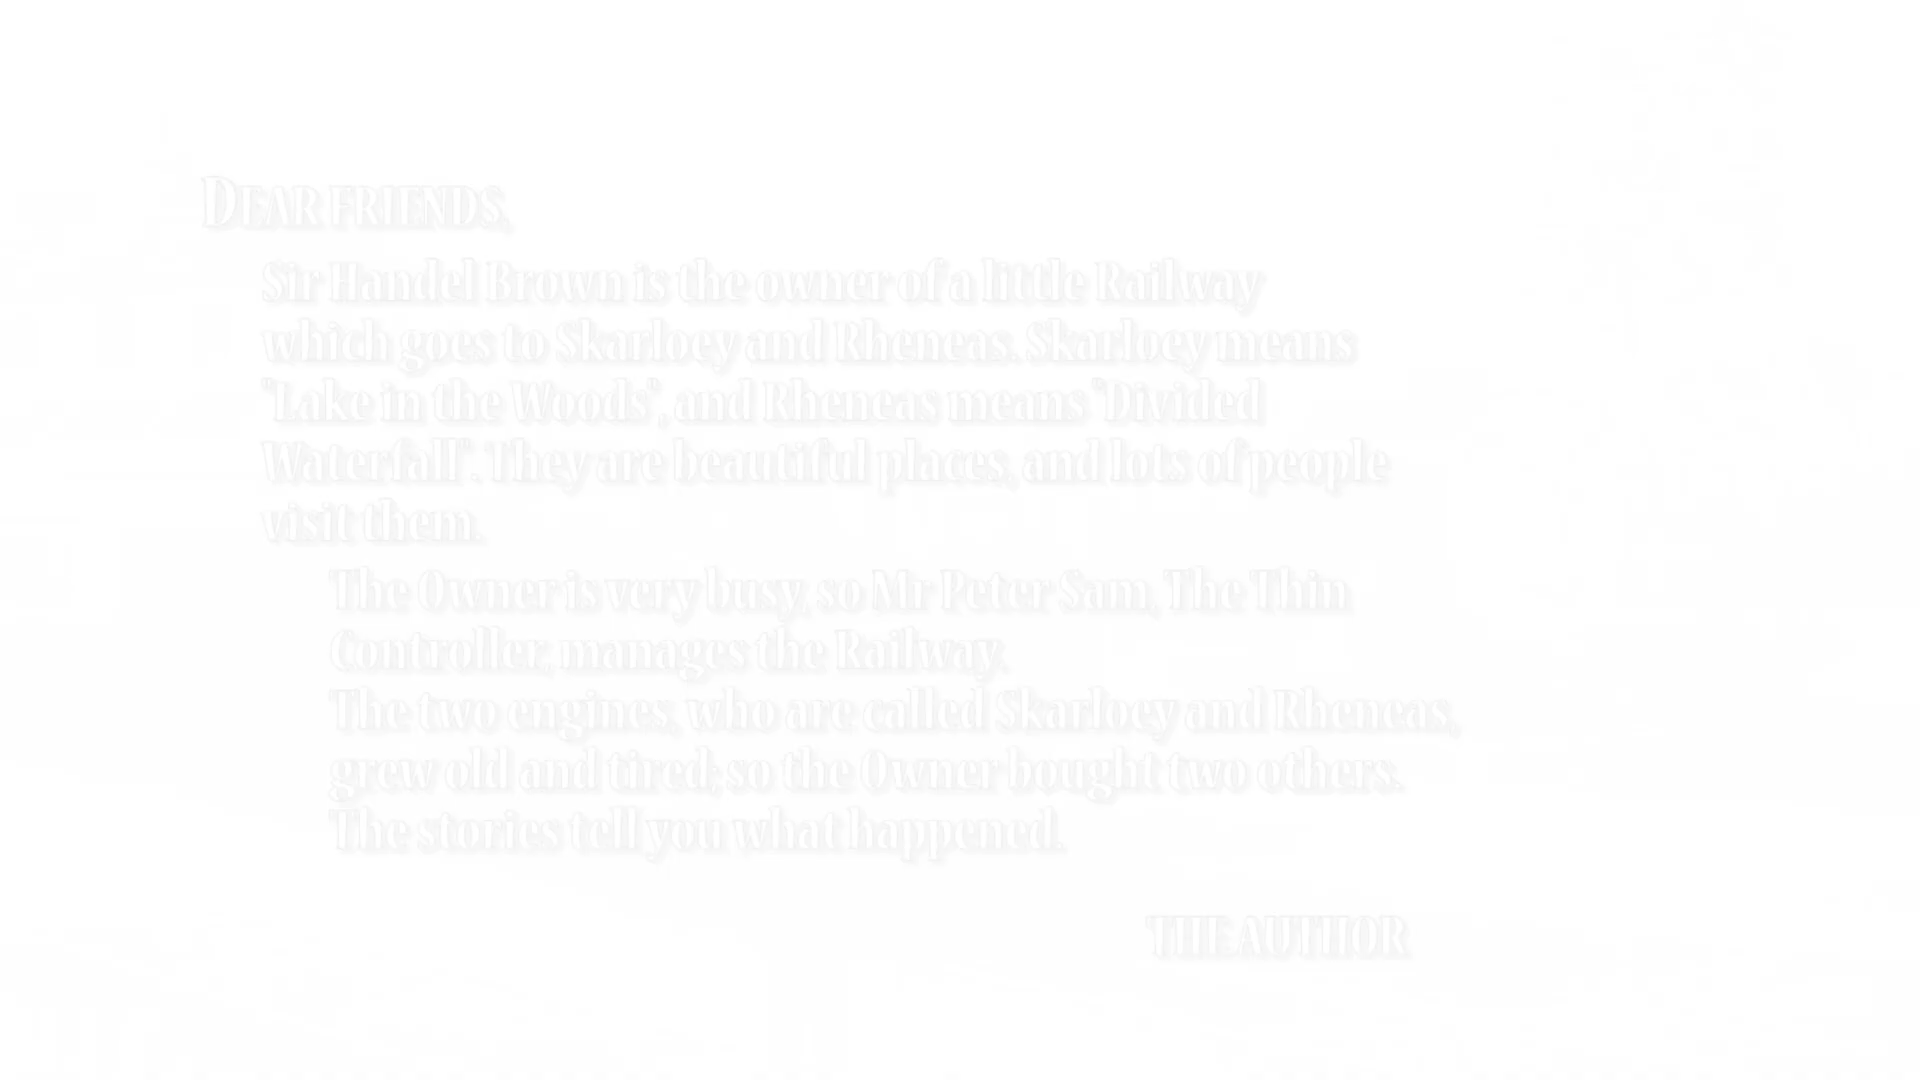 DEAR FRIENDS,
Sir Handel Brown is the owner of a little Railway
which goes to Skarloey and Rheneas. Skarloey means
"Lake in the Woods", and Rheneas means "Divided
Waterfall". They are beautiful places, and lots of people
visit them.
The Owner is very busy, so Mr Peter Sam, The Thin
Controller, manages the Railway.
The two engines, who are called Skarloey and Rheneas,
grew old and tired; so the Owner bought two others.
The stories tell you what happened.
THE AUTHOR